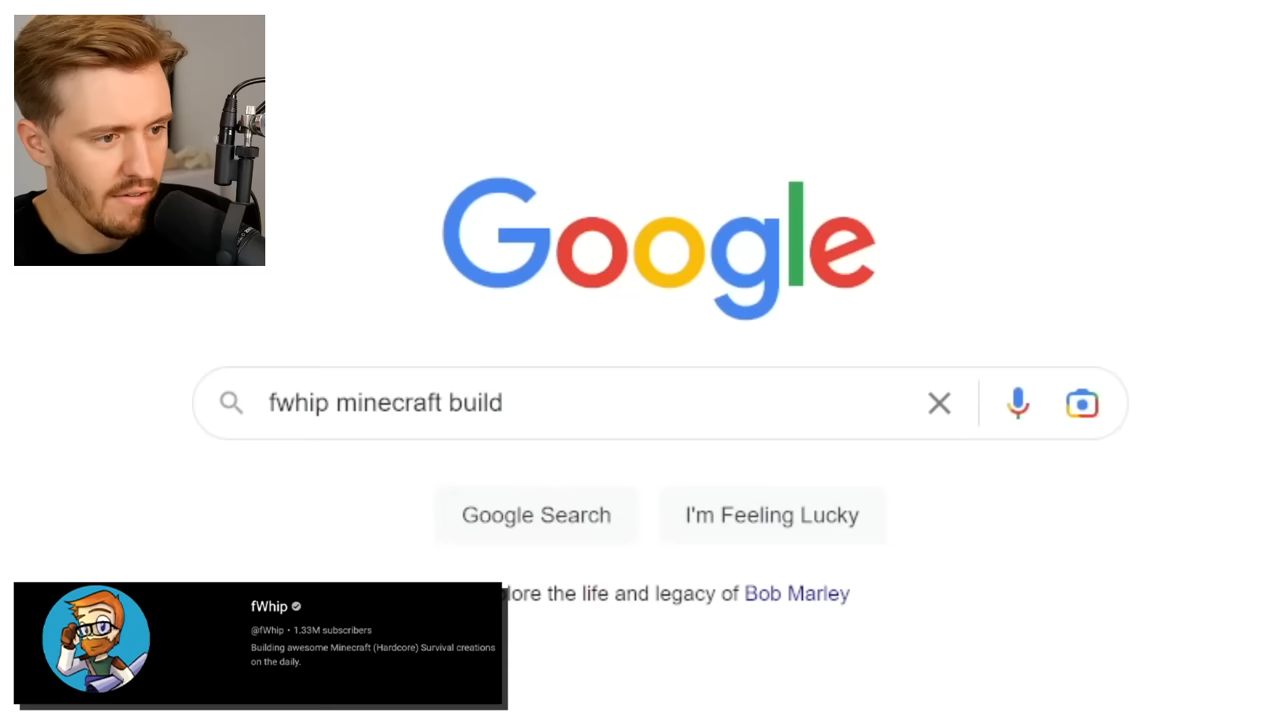 Google
fwhip minecraft build
Google Search
I'm Feeling Lucky
the life and legacy of Bob Marley
fWhip
@fWhip • 1.33M subscribers
Building awesome Minecraft (Hardcore) Survival creations
on the daily.